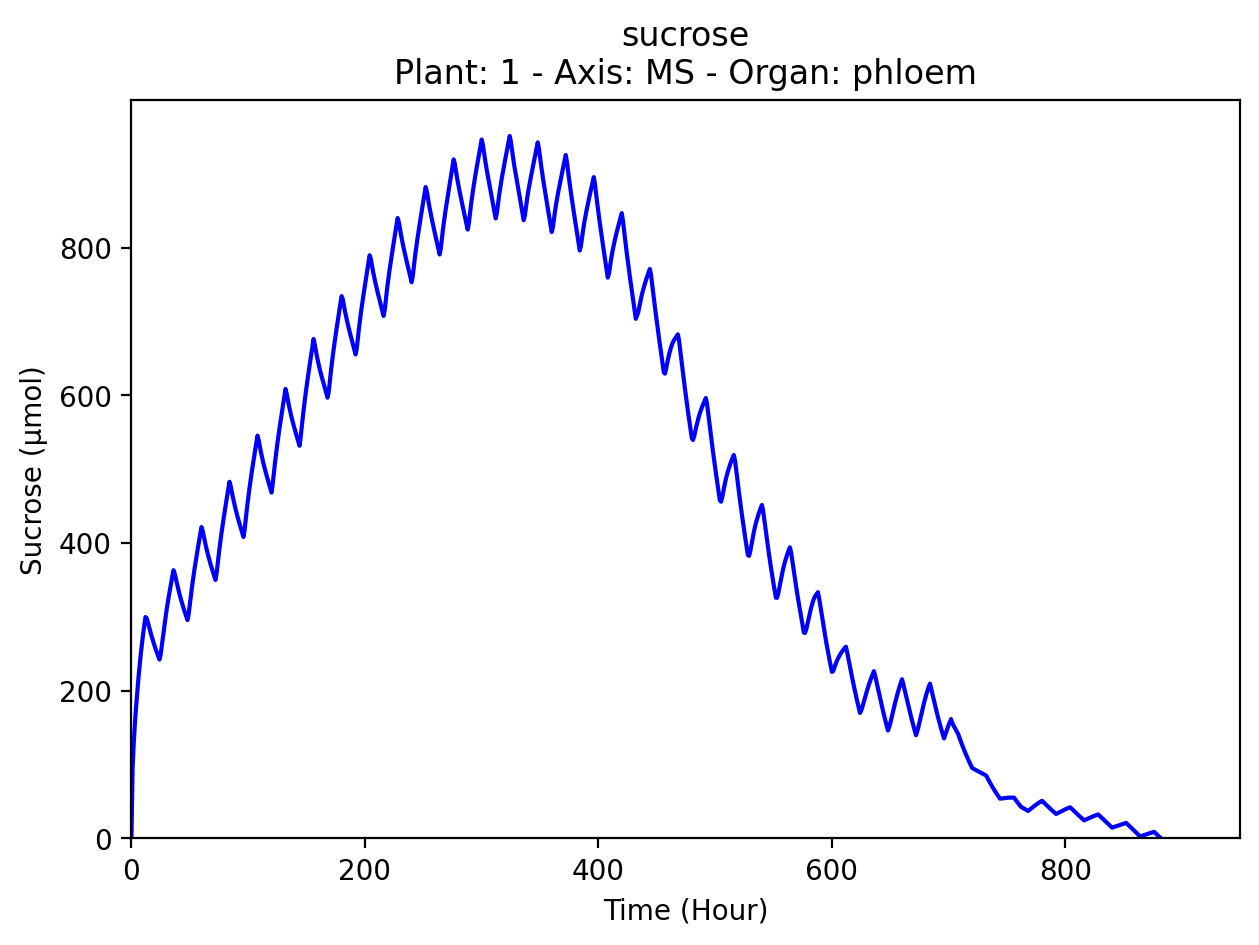 sucrose
Plant: 1 - Axis: MS - Organ: phloem
Sucrose (µmol)
800
600
400
200
0
0 200 400 600 800
Time (Hour)